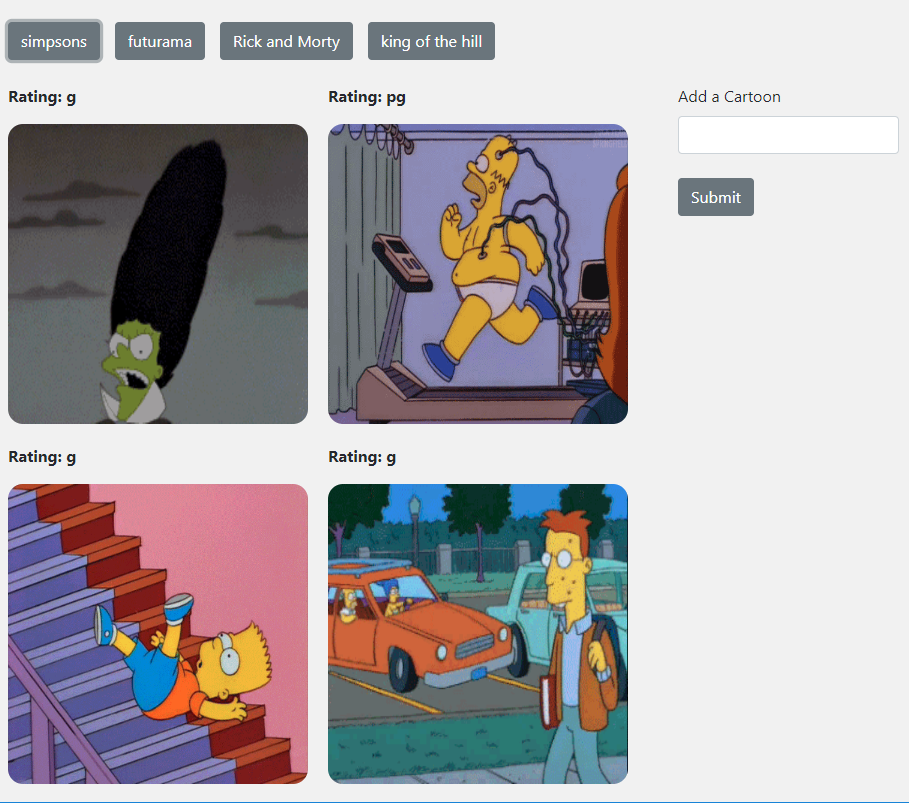 simpsons futurama Rick and Morty king of the hill
Rating: g Rating: pg Add a Cartoon
Submit
Rating: g Rating: g